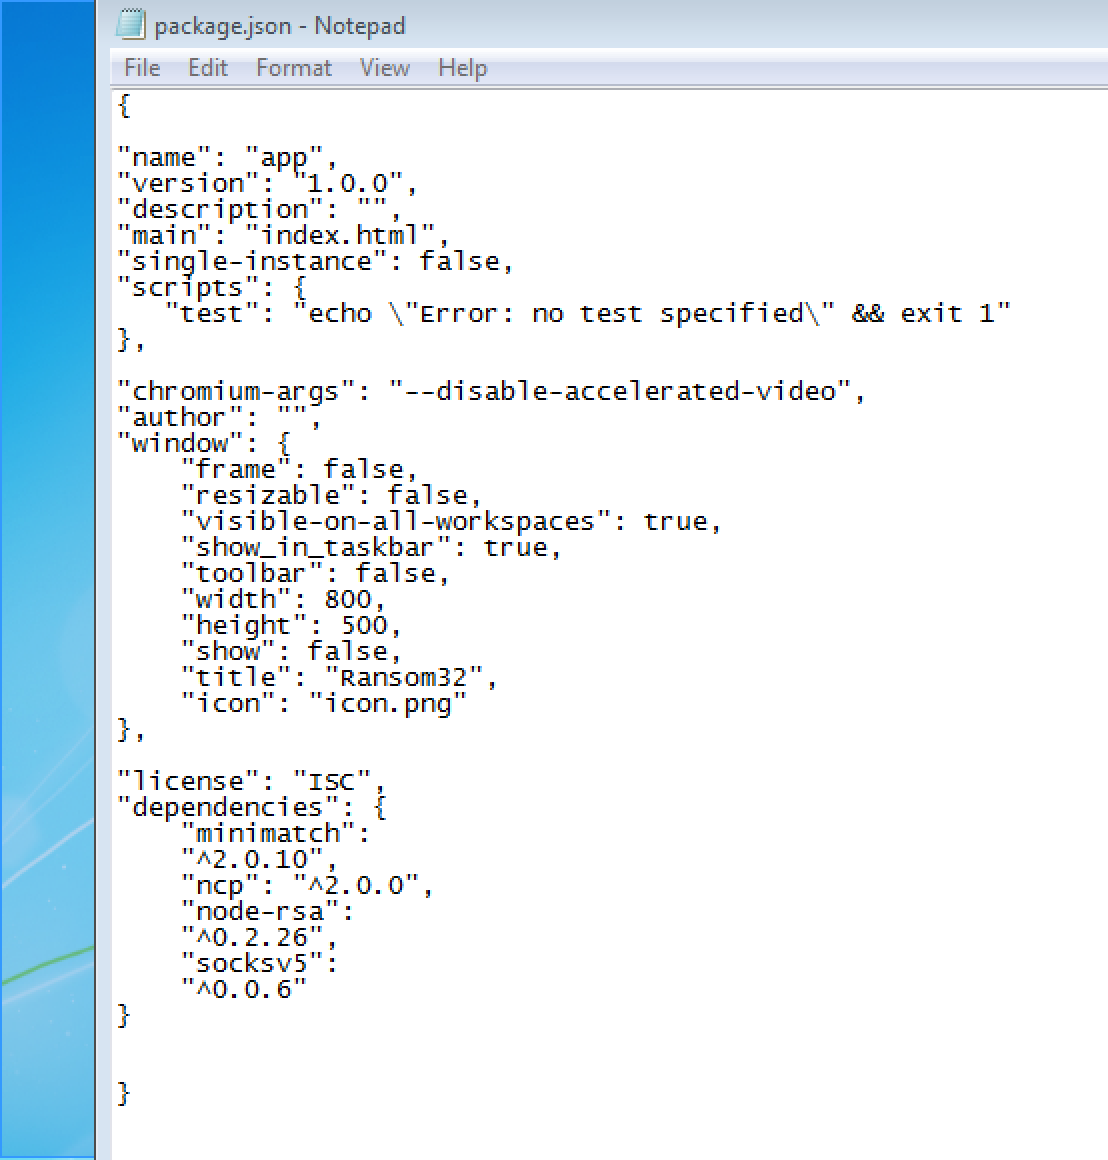 package.json - Notepad
File Edit Format View Help
{
"name": "app",
"version": "1.0.0",
"description": "",
"main": "index.html",
"single-instance": false,
"scripts": {
"test": "echo \"Error: no test specified\" && exit 1"
},
"chromium-args": "--disable-accelerated-video",
"author": "",
"window": {
"frame": false,
"resizable": false,
"visible-on-all-workspaces": true,
"show_in_taskbar": true,
"toolbar": false,
"width": 800,
"height": 500,
"show": false,
"title": "Ransom32",
"icon": "icon.png"
},
"license": "ISC",
"dependencies": {
"minimatch":
"^2.0.10",
"ncp": "^2.0.0",
"node-rsa":
"^0.2.26",
"socksv5":
"^0.0.6"
}
}